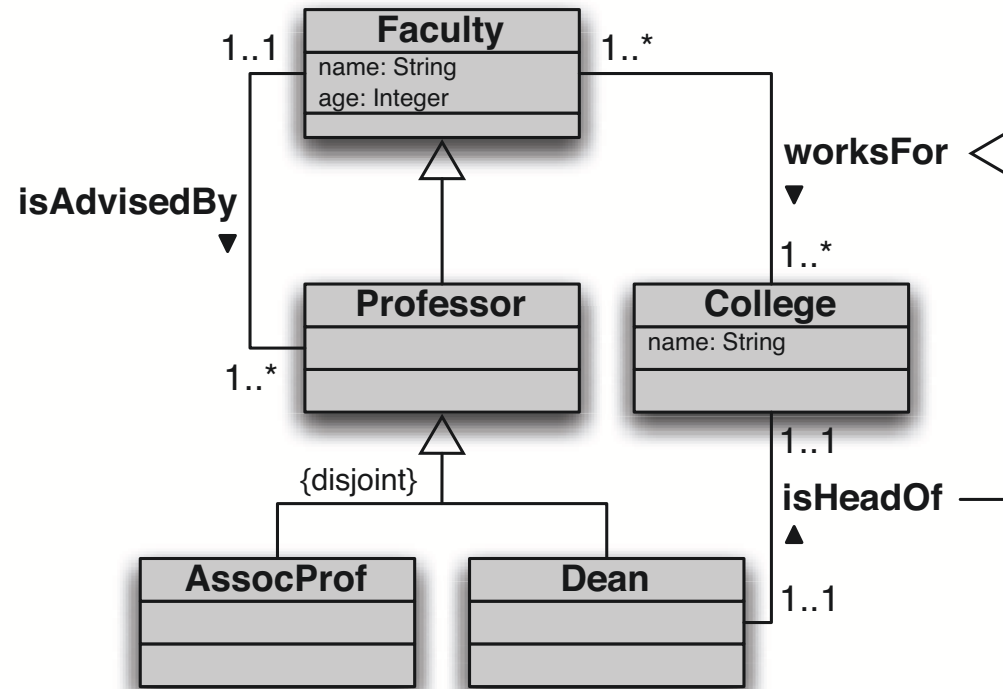 Faculty
1..1
1..*
name: String
age: Integer
worksFor
isAdvisedBy
▼
▼
1..*
Professor
College
name: String
1..*
1..1
{disjoint}
isHeadOf
▲
AssocProf
Dean
1..1